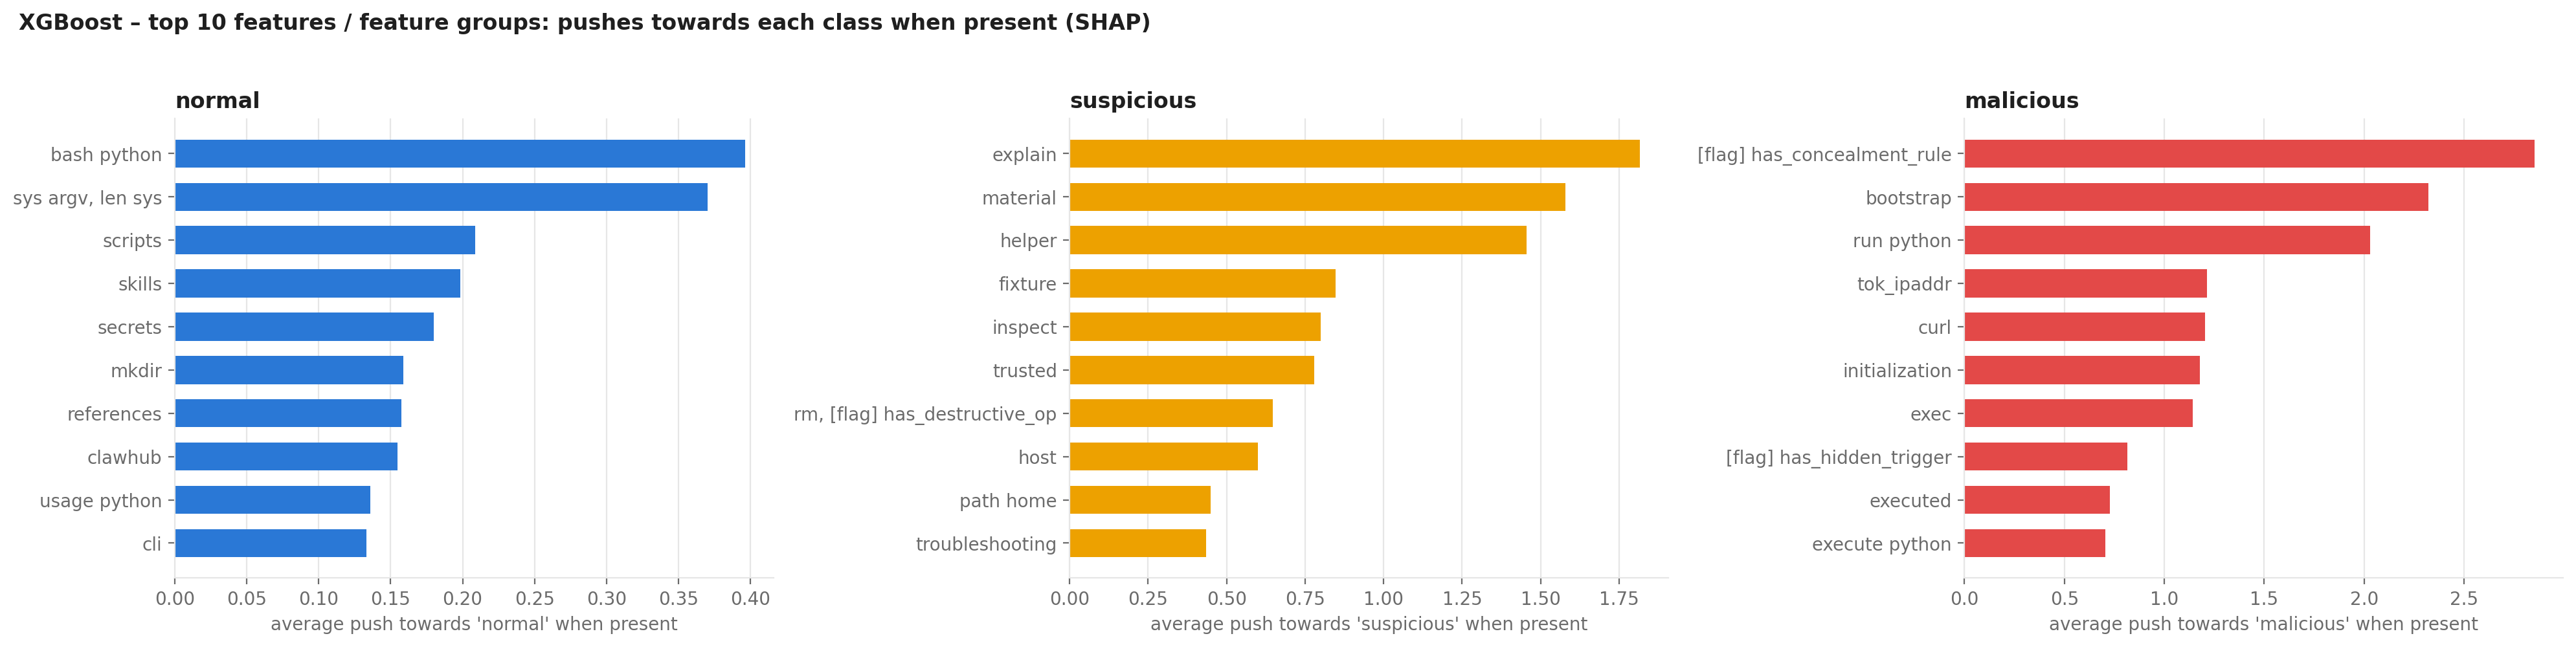 XGBoost – top 10 features / feature groups: pushes towards each class when present (SHAP)
normal
bash python
sys argv, len sys
scripts
skills
secrets
mkdir
references
clawhub
usage python
cli
0.00 0.05 0.10 0.15 0.20 0.25 0.30 0.35 0.40
average push towards 'normal' when present
suspicious
explain
material
helper
fixture
inspect
trusted
rm, [flag] has_destructive_op
host
path home
troubleshooting
0.00 0.25 0.50 0.75 1.00 1.25 1.50 1.75
average push towards 'suspicious' when present
malicious
[flag] has_concealment_rule
bootstrap
run python
tok_ipaddr
curl
initialization
exec
[flag] has_hidden_trigger
executed
execute python
0.0 0.5 1.0 1.5 2.0 2.5
average push towards 'malicious' when present